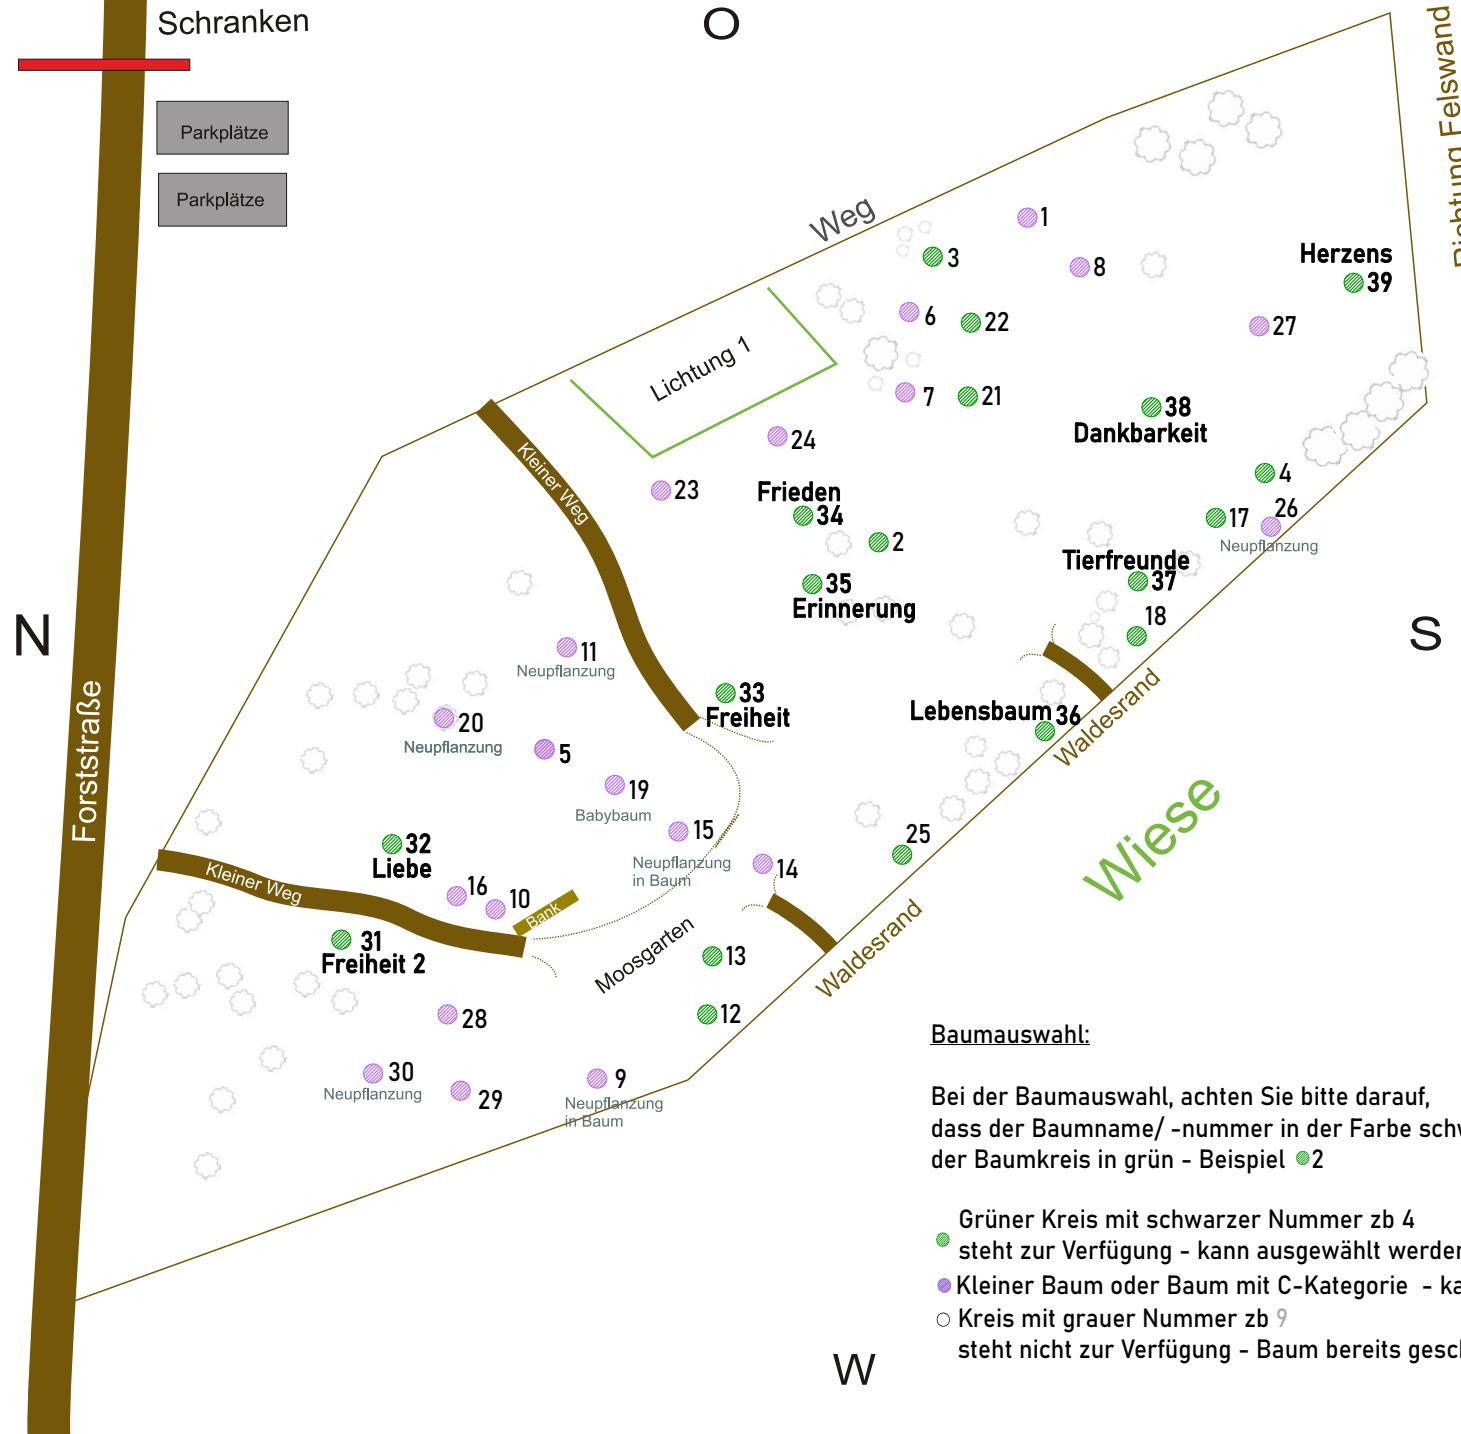 Schranken
O
Parkplätze
Parkplätze
Richtung Felswand
Weg
1
3
8
Herzens
39
6
22
27
Lichtung 1
7
21
38
Dankbarkeit
24
Kleiner Weg
23
Frieden
34
4
26
17
Neupflanzung
2
Tierfreunde
37
35
Erinnerung
18
N
S
11
Neupflanzung
Forststraße
33
Freiheit
Lebensbaum 36
Waldesrand
20
Neupflanzung
5
19
Babybaum
15
Neupflanzung
in Baum
14
25
Wiese
32
Liebe
Kleiner Weg
16
10
Bank
31
Freiheit 2
Moosgarten
13
Waldesrand
12
28
30
Neupflanzung
29
9
Neupflanzung
in Baum
Baumauswahl:
Bei der Baumauswahl, achten Sie bitte darauf,
dass der Baumname/ -nummer in der Farbe
der Baumkreis in grün - Beispiel 2
Grüner Kreis mit schwarzer Nummer zb 4
steht zur Verfügung - kann ausgewählt werden
Kleiner Baum oder Baum mit C-Kategorie -
Kreis mit grauer Nummer zb 9
steht nicht zur Verfügung - Baum bereits
W